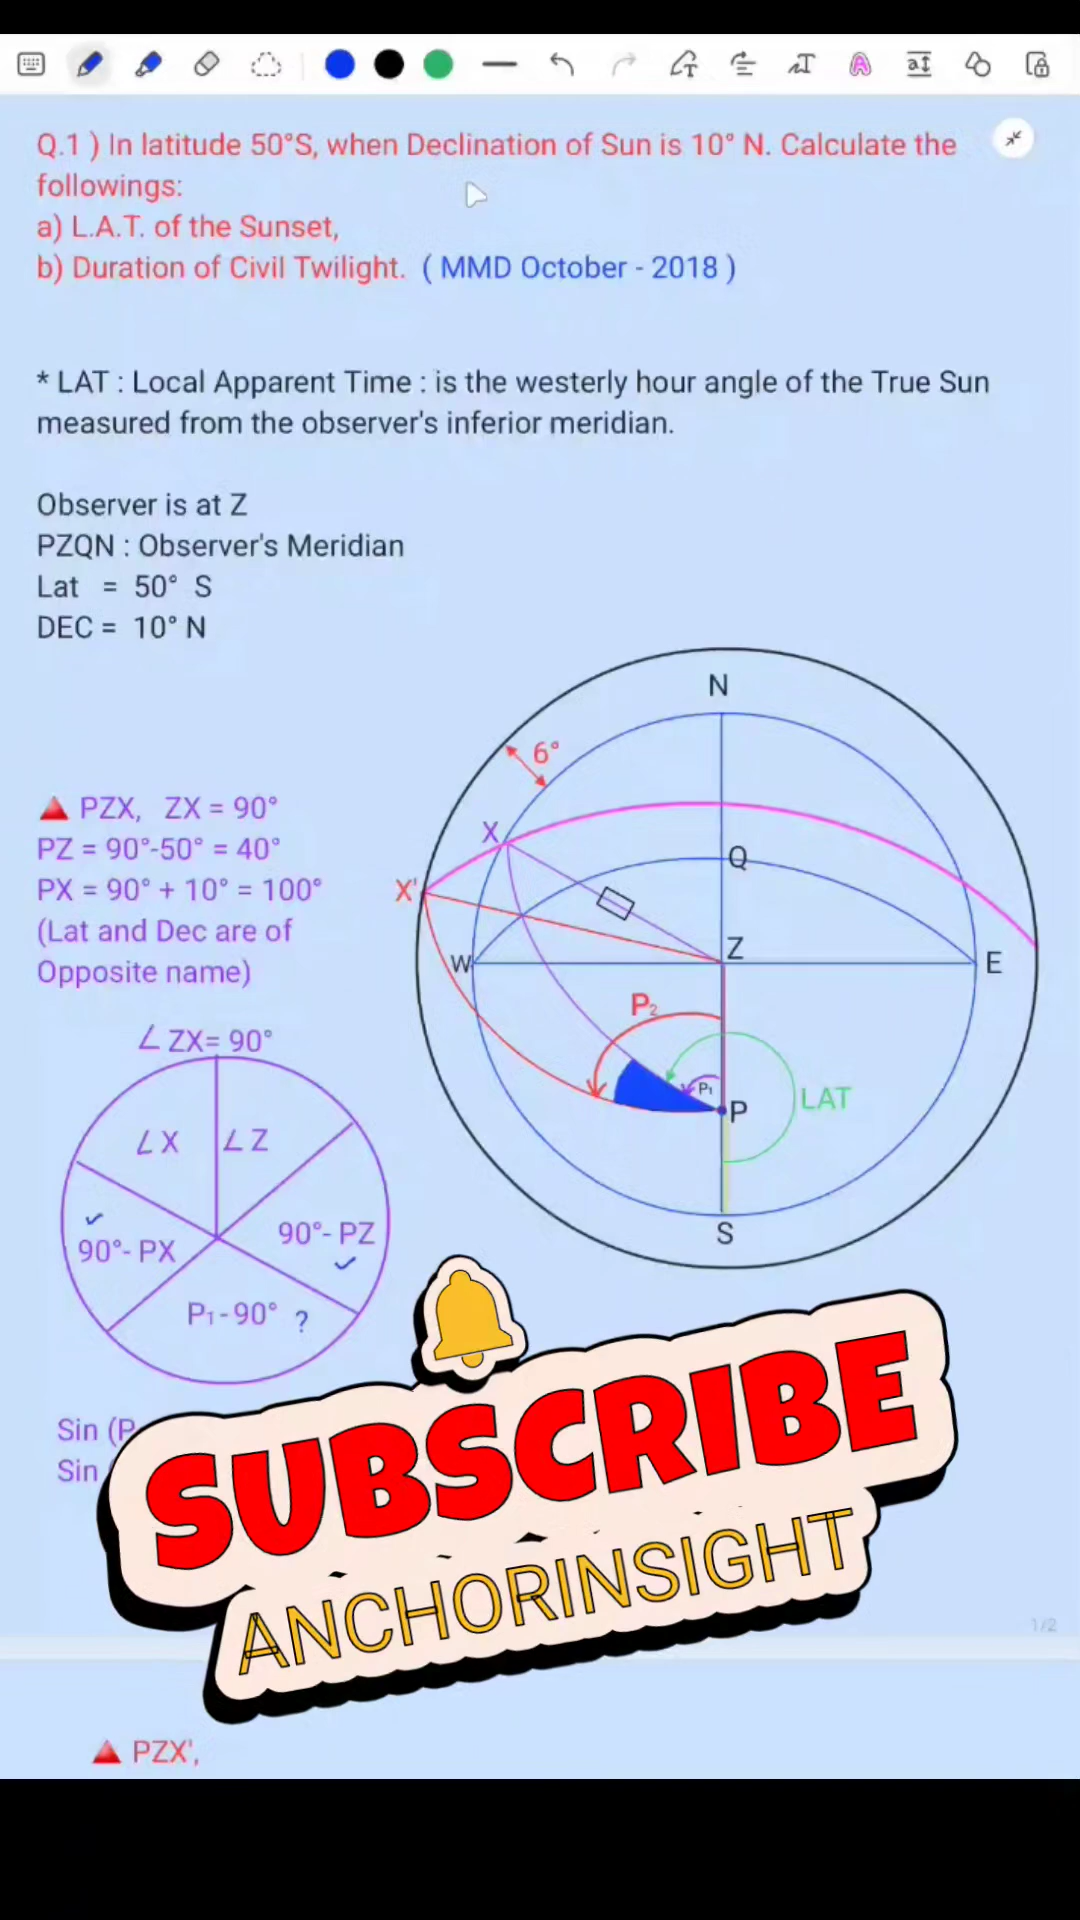 Q.1 ) In latitude 50°S, when Declination of Sun is 10° N. Calculate the
followings:
a) L.A.T. of the Sunset,
b) Duration of Civil Twilight. ( MMD October - 2018 )
* LAT : Local Apparent Time : is the westerly hour angle of the True Sun
measured from the observer's inferior meridian.
Observer is at Z
PZQN : Observer's Meridian
Lat = 50° S
DEC = 10° N
N
6°
X
Q
X'
Z
W
E
P₂
P₁
P
LAT
S
PZX, ZX = 90°
PZ = 90°-50° = 40°
PX = 90° + 10° = 100°
(Lat and Dec are of
Opposite name)
∠ ZX= 90°
∠X
∠Z
90°- PX
90°- PZ
P₁ - 90° ?
Sin (P
Sin
SUBSCRIBE
ANCHORINSIGHT
1/2
PZX',